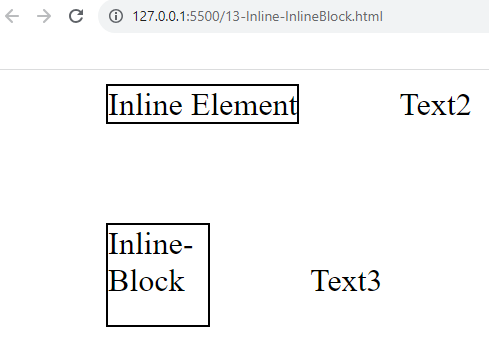 127.0.0.1:5500/13-Inline-InlineBlock.html
Inline Element Text2
Inline-
Block Text3